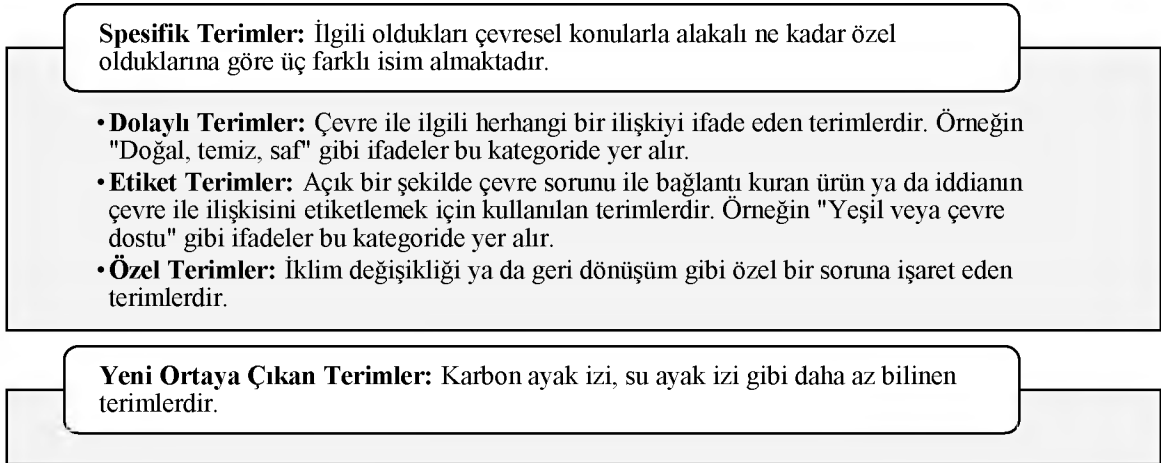 Spesifik Terimler: İlgili oldukları çevresel konularla alakalı ne kadar özel
olduklarına göre üç farklı isim almaktadır.
•Dolaylı Terimler: Çevre ile ilgili herhangi bir ilişkiyi ifade eden terimlerdir. Örneğin
"Doğal, temiz, saf" gibi ifadeler bu kategoride yer alır.
•Etiket Terimler: Açık bir şekilde çevre sorunu ile bağlantı kuran ürün ya da iddianın
çevre ile ilişkisini etiketlemek için kullanılan terimlerdir. Örneğin "Yeşil veya çevre
dostu" gibi ifadeler bu kategoride yer alır.
•Özel Terimler: İklim değişikliği ya da geri dönüşüm gibi özel bir soruna işaret eden
terimlerdir.
Yeni Ortaya Çıkan Terimler: Karbon ayak izi, su ayak izi gibi daha az bilinen
terimlerdir.